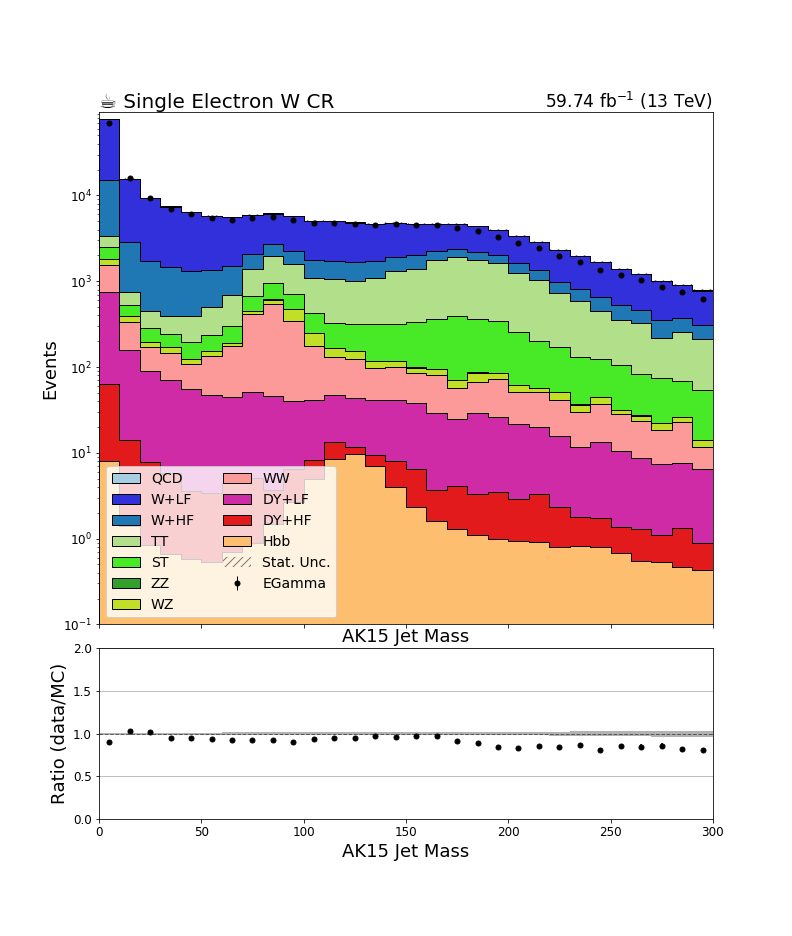 ☕ Single Electron W CR
59.74 fb⁻¹ (13 TeV)
Events
10⁴
10³
10²
10¹
10⁰
10⁻¹
QCD
W+LF
W+HF
TT
ST
ZZ
WZ
WW
DY+LF
DY+HF
Hbb
Stat. Unc.
EGamma
AK15 Jet Mass
Ratio (data/MC)
2.0
1.5
1.0
0.5
0.0
0 50 100 150 200 250 300
AK15 Jet Mass